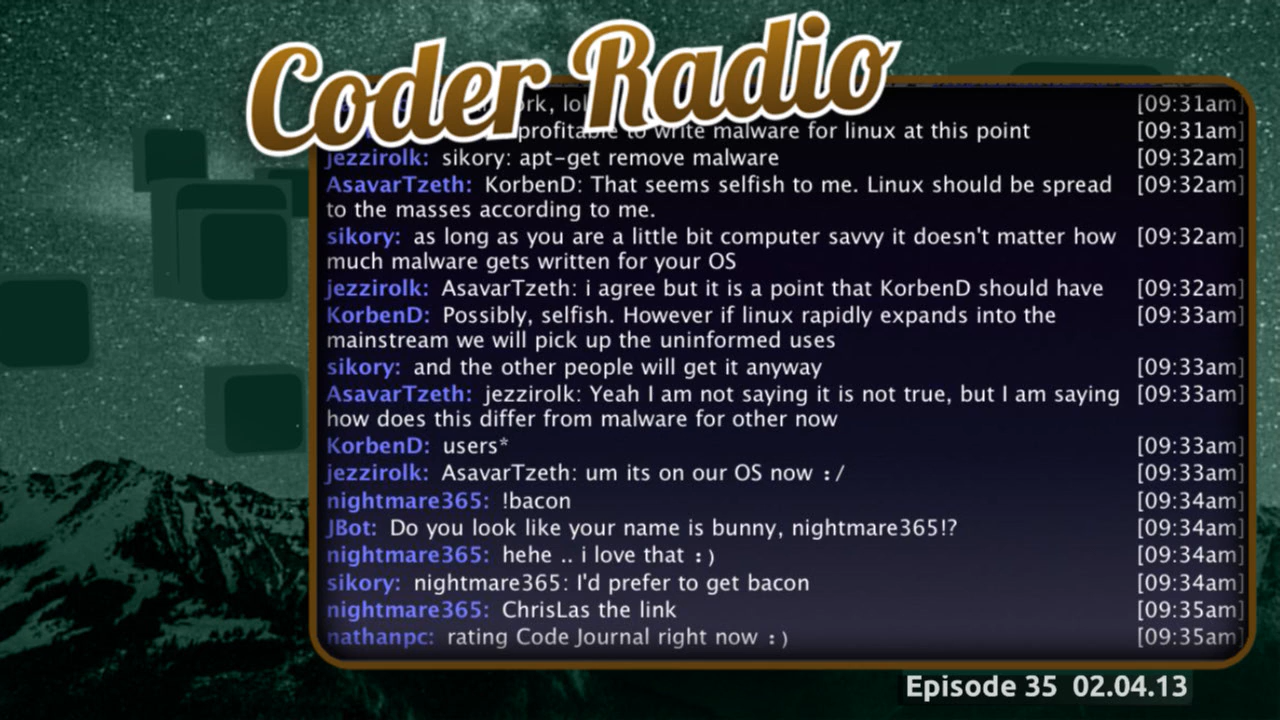 Coder Radio
ork, lol [09:31am]
profitable to write malware for linux at this point [09:31am]
jezzirolk: sikory: apt-get remove malware [09:32am]
AsavarTzeth: KorbenD: That seems selfish to me. Linux should be spread [09:32am]
to the masses according to me.
sikory: as long as you are a little bit computer savvy it doesn't matter how [09:32am]
much malware gets written for your OS
jezzirolk: AsavarTzeth: i agree but it is a point that KorbenD should have [09:32am]
KorbenD: Possibly, selfish. However if linux rapidly expands into the [09:33am]
mainstream we will pick up the uninformed uses
sikory: and the other people will get it anyway [09:33am]
AsavarTzeth: jezzirolk: Yeah I am not saying it is not true, but I am saying [09:33am]
how does this differ from malware for other now
KorbenD: users* [09:33am]
jezzirolk: AsavarTzeth: um its on our OS now :/ [09:33am]
nightmare365: !bacon [09:34am]
JBot: Do you look like your name is bunny, nightmare365!? [09:34am]
nightmare365: hehe .. i love that :) [09:34am]
sikory: nightmare365: I'd prefer to get bacon [09:34am]
nightmare365: ChrisLas the link [09:35am]
nathanpc: rating Code Journal right now :) [09:35am]
Episode 35 02.04.13